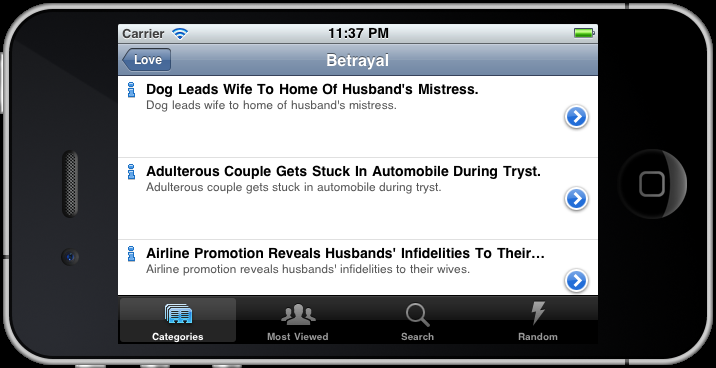 Carrier 11:37 PM
Love Betrayal
Dog Leads Wife To Home Of Husband's Mistress.
Dog leads wife to home of husband's mistress.
Adulterous Couple Gets Stuck In Automobile During Tryst.
Adulterous couple gets stuck in automobile during tryst.
Airline Promotion Reveals Husbands' Infidelities To Their...
Airline promotion reveals husbands' infidelities to their wives.
Categories Most Viewed Search Random